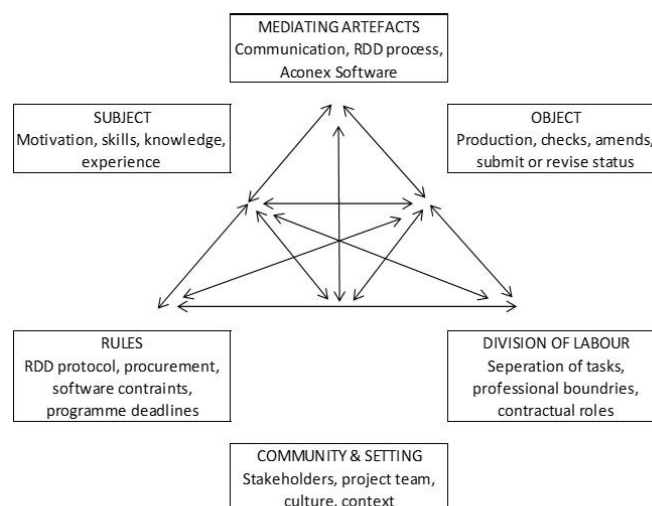 MEDIATING ARTEFACTS
Communication, RDD process,
Aconex Software
SUBJECT
Motivation, skills, knowledge,
experience
OBJECT
Production, checks, amends,
submit or revise status
RULES
RDD protocol, procurement,
software contraints,
programme deadlines
DIVISION OF LABOUR
Seperation of tasks,
professional boundries,
contractual roles
COMMUNITY & SETTING
Stakeholders, project team,
culture, context